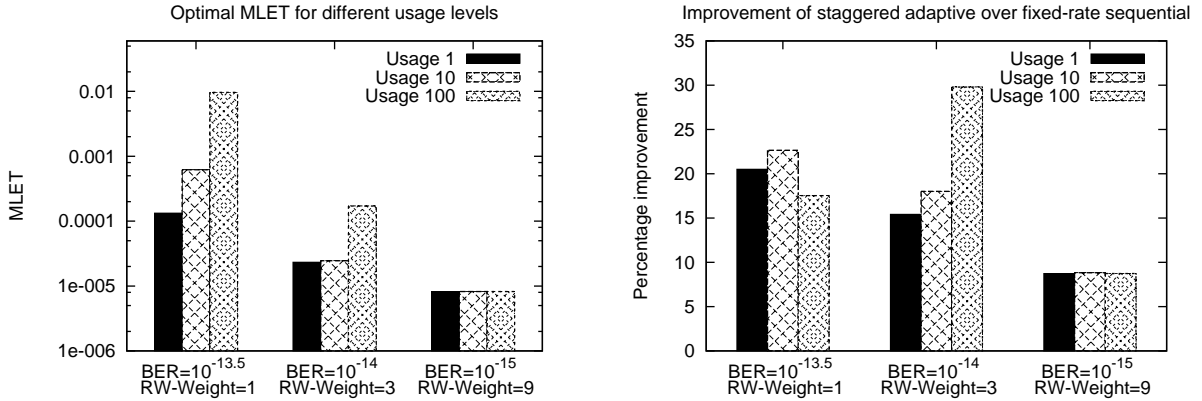 Optimal MLET for different usage levels
MLET
0.01
0.001
0.0001
1e-005
1e-006
Usage 1
Usage 10
Usage 100
BER=10^-13.5
RW-Weight=1
BER=10^-14
RW-Weight=3
BER=10^-15
RW-Weight=9
Improvement of staggered adaptive over fixed-rate sequential
Percentage improvement
35
30
25
20
15
10
5
0
Usage 1
Usage 10
Usage 100
BER=10^-13.5
RW-Weight=1
BER=10^-14
RW-Weight=3
BER=10^-15
RW-Weight=9